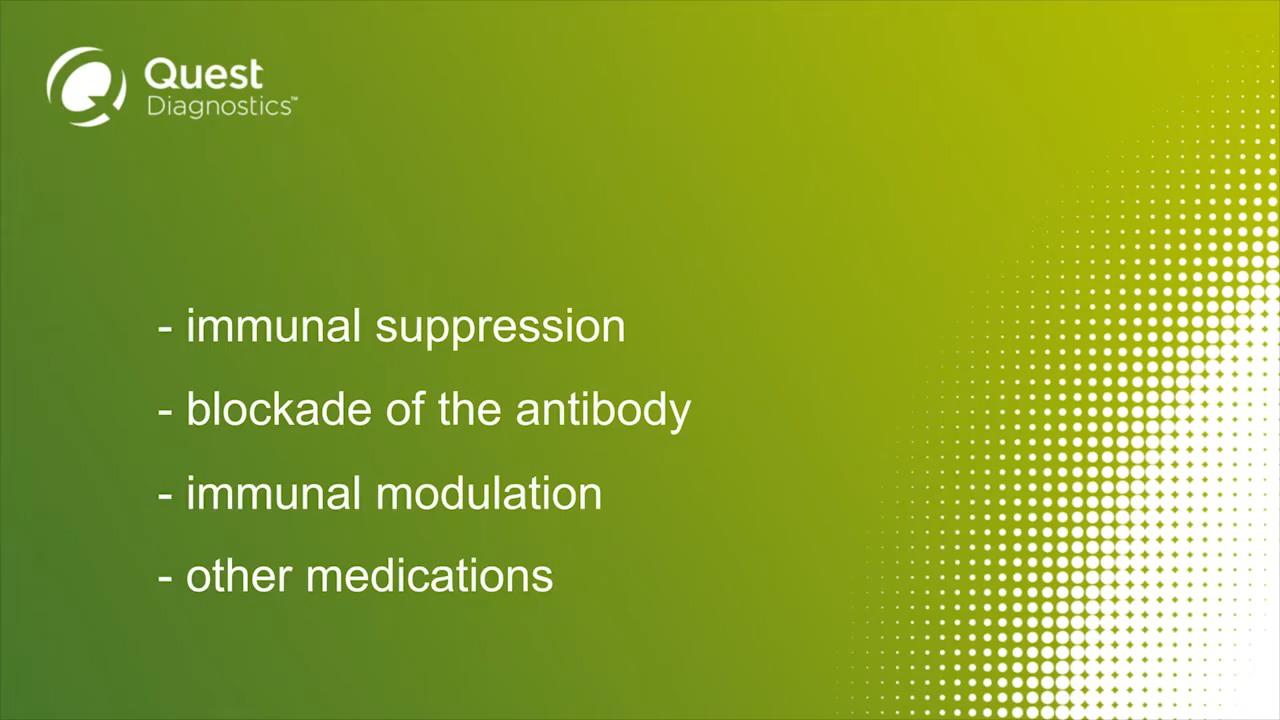 Quest
Diagnostics™
- immunal suppression
- blockade of the antibody
- immunal modulation
- other medications